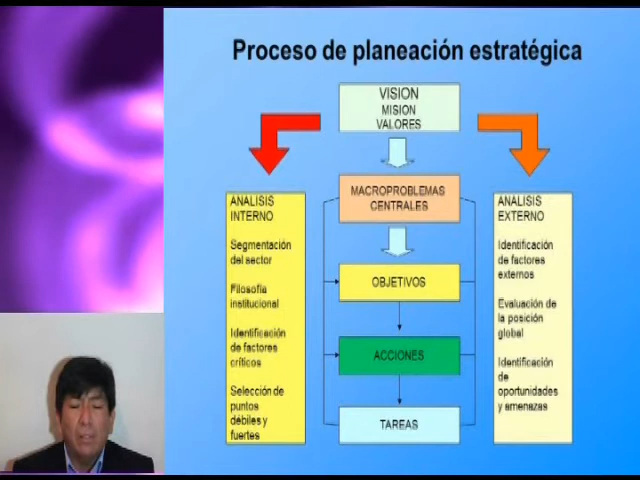 Proceso de planeación estratégica
VISION
MISION
VALORES
MACROPROBLEMAS
CENTRALES
OBJETIVOS
ACCIONES
TAREAS
ANALISIS
INTERNO
Segmentación
del sector
Filosofía
institucional
Identificación
de factores
críticos
Selección de
puntos
débiles y
fuertes
ANALISIS
EXTERNO
Identificación
de factores
externos
Evaluación de
la posición
global
Identificación
de
oportunidades
y amenazas